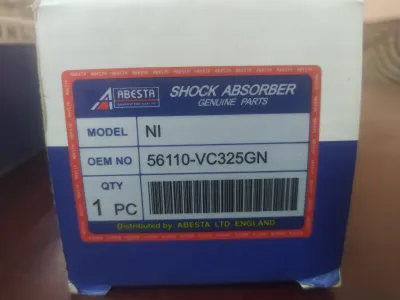 ABESTA
SHOCK ABSORBER
GENUINE PARTS
MODEL NI
OEM NO 56110-VC325GN
QTY
1 PC
Distributed by: ABESTA LTD. ENGLAND